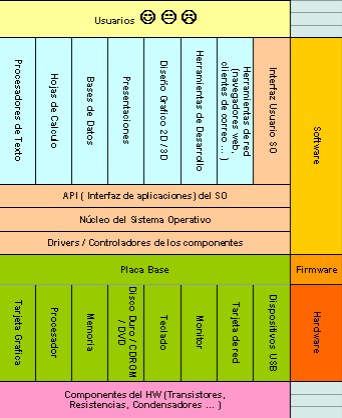 Usuarios
Procesadores de Texto
Hojas de Calculo
Bases de Datos
Presentaciones
Diseño Grafico 2D / 3D
Herramientas de Desarrollo
Herramientas de red
(navegadores web,
clientes de correo ... )
Interfaz Usuario SO
Software
API ( Interfaz de aplicaciones) del SO
Núcleo del Sistema Operativo
Drivers / Controladores de los componentes
Placa Base
Firmware
Tarjeta Grafica
Procesador
Memoria
Disco Duro / CDROM
/ DVD
Teclado
Monitor
Tarjeta de red
Dispositivos USB
Hardware
Componentes del HW (Transistores,
Resistencias, Condensadores ... )